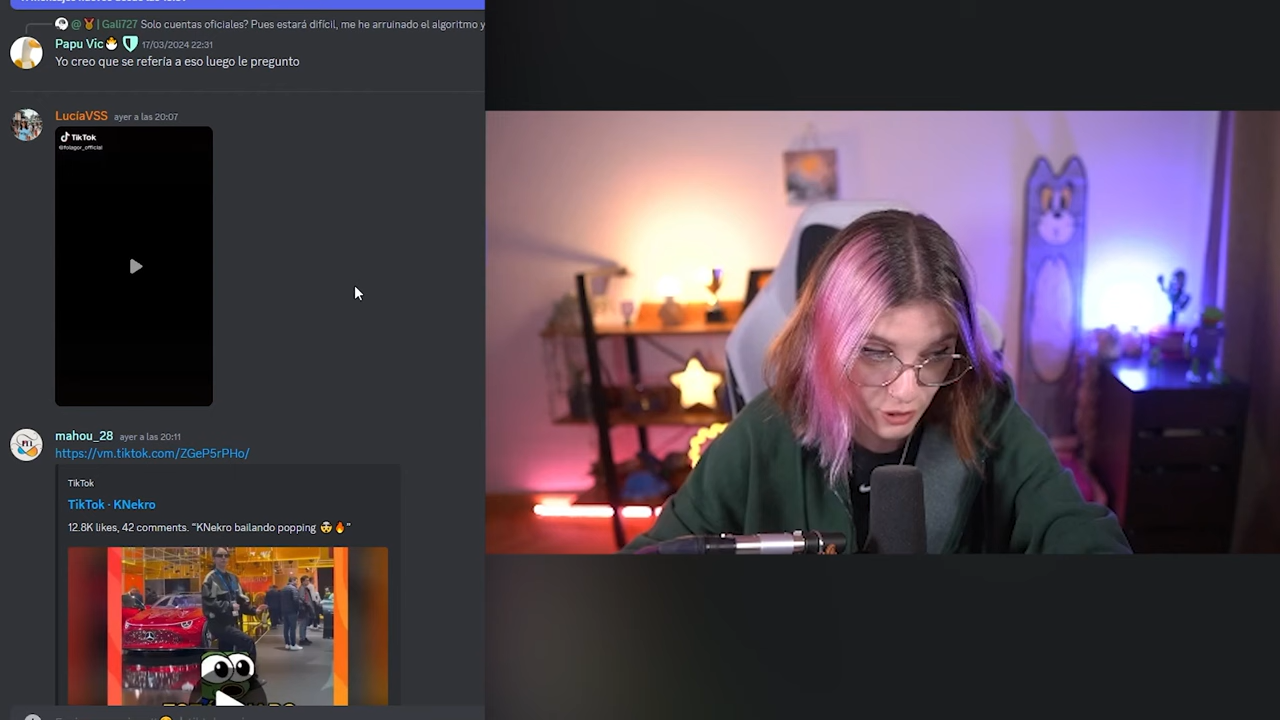 Gali727 Solo cuentas oficiales? Pues estará difícil, me he arruinado el algoritmo y
Papu Vic 17/03/2024 22:31
Yo creo que se refería a eso luego le pregunto
LucíaVSS ayer a las 20:07
TikTok
@folagor_official
mahou_28 ayer a las 20:11
https://vm.tiktok.com/ZGeP5rPHo/
TikTok
TikTok · KNekro
12.8K likes, 42 comments. "KNekro bailando popping 🤯🔥"